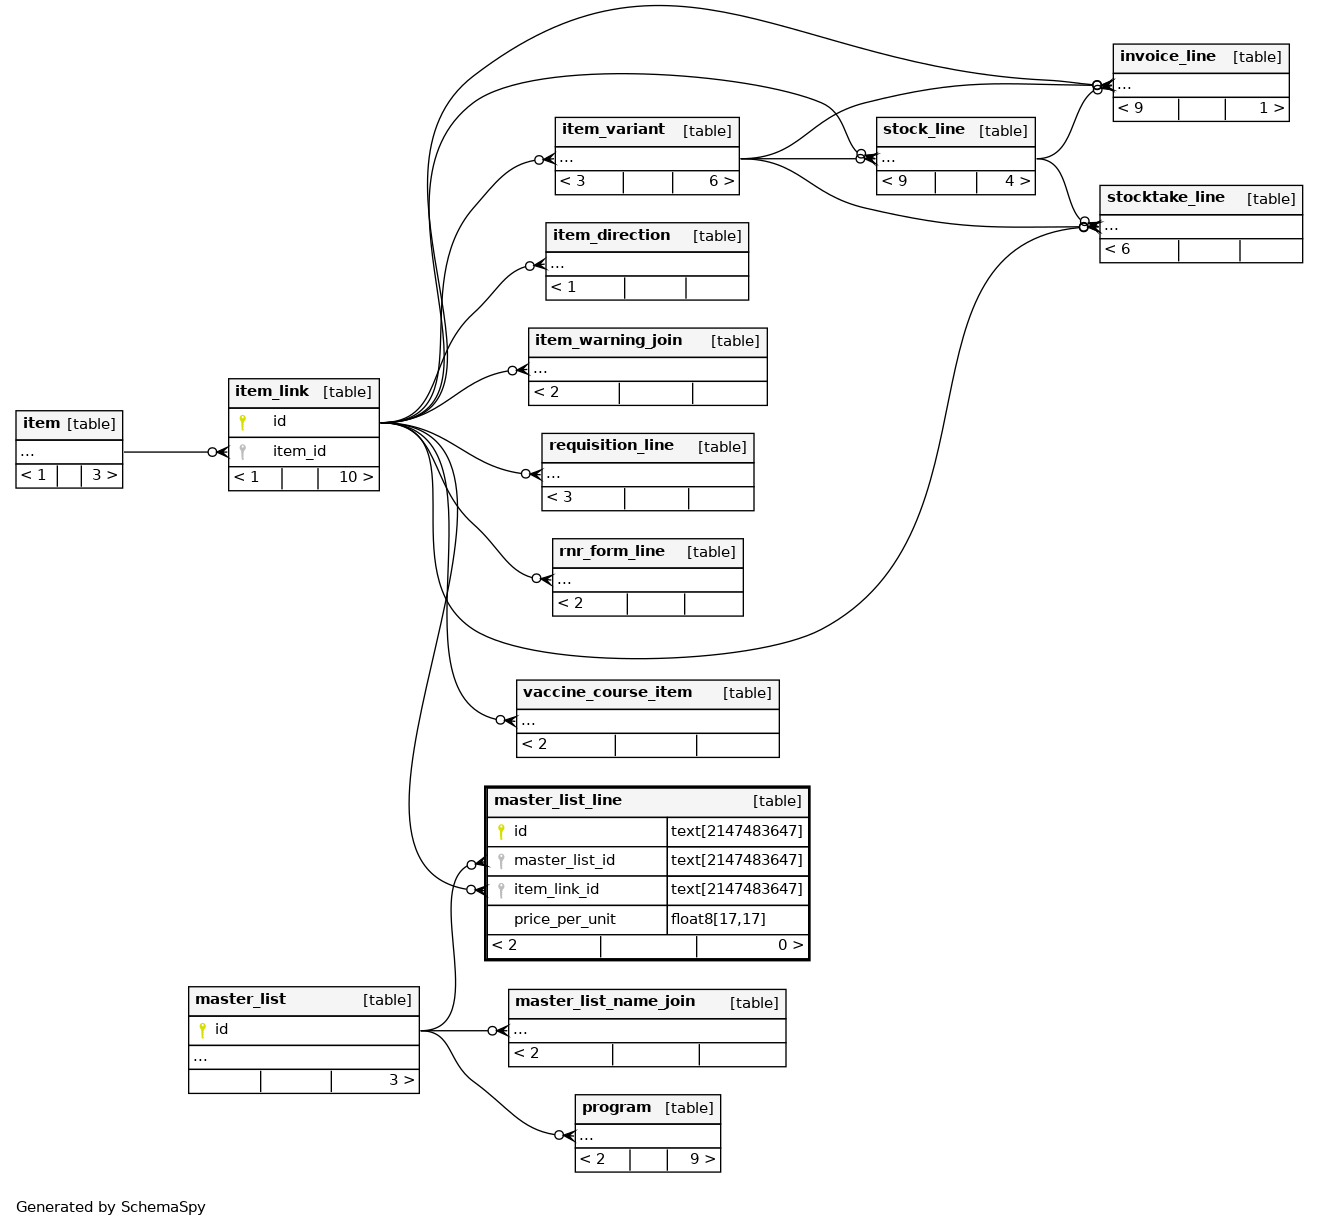 invoice_line [table]
...
< 9 1 >
item_variant [table]
...
< 3 6 >
stock_line [table]
...
< 9 4 >
stocktake_line [table]
...
< 6
item_direction [table]
...
< 1
item_warning_join [table]
...
< 2
item_link [table]
id
item_id
< 1 10 >
item [table]
...
< 1 3 >
requisition_line [table]
...
< 3
rnr_form_line [table]
...
< 2
vaccine_course_item [table]
...
< 2
master_list_line [table]
id text[2147483647]
master_list_id text[2147483647]
item_link_id text[2147483647]
price_per_unit float8[17,17]
< 2 0 >
master_list [table]
id
...
3 >
master_list_name_join [table]
...
< 2
program [table]
...
< 2 9 >
Generated by SchemaSpy